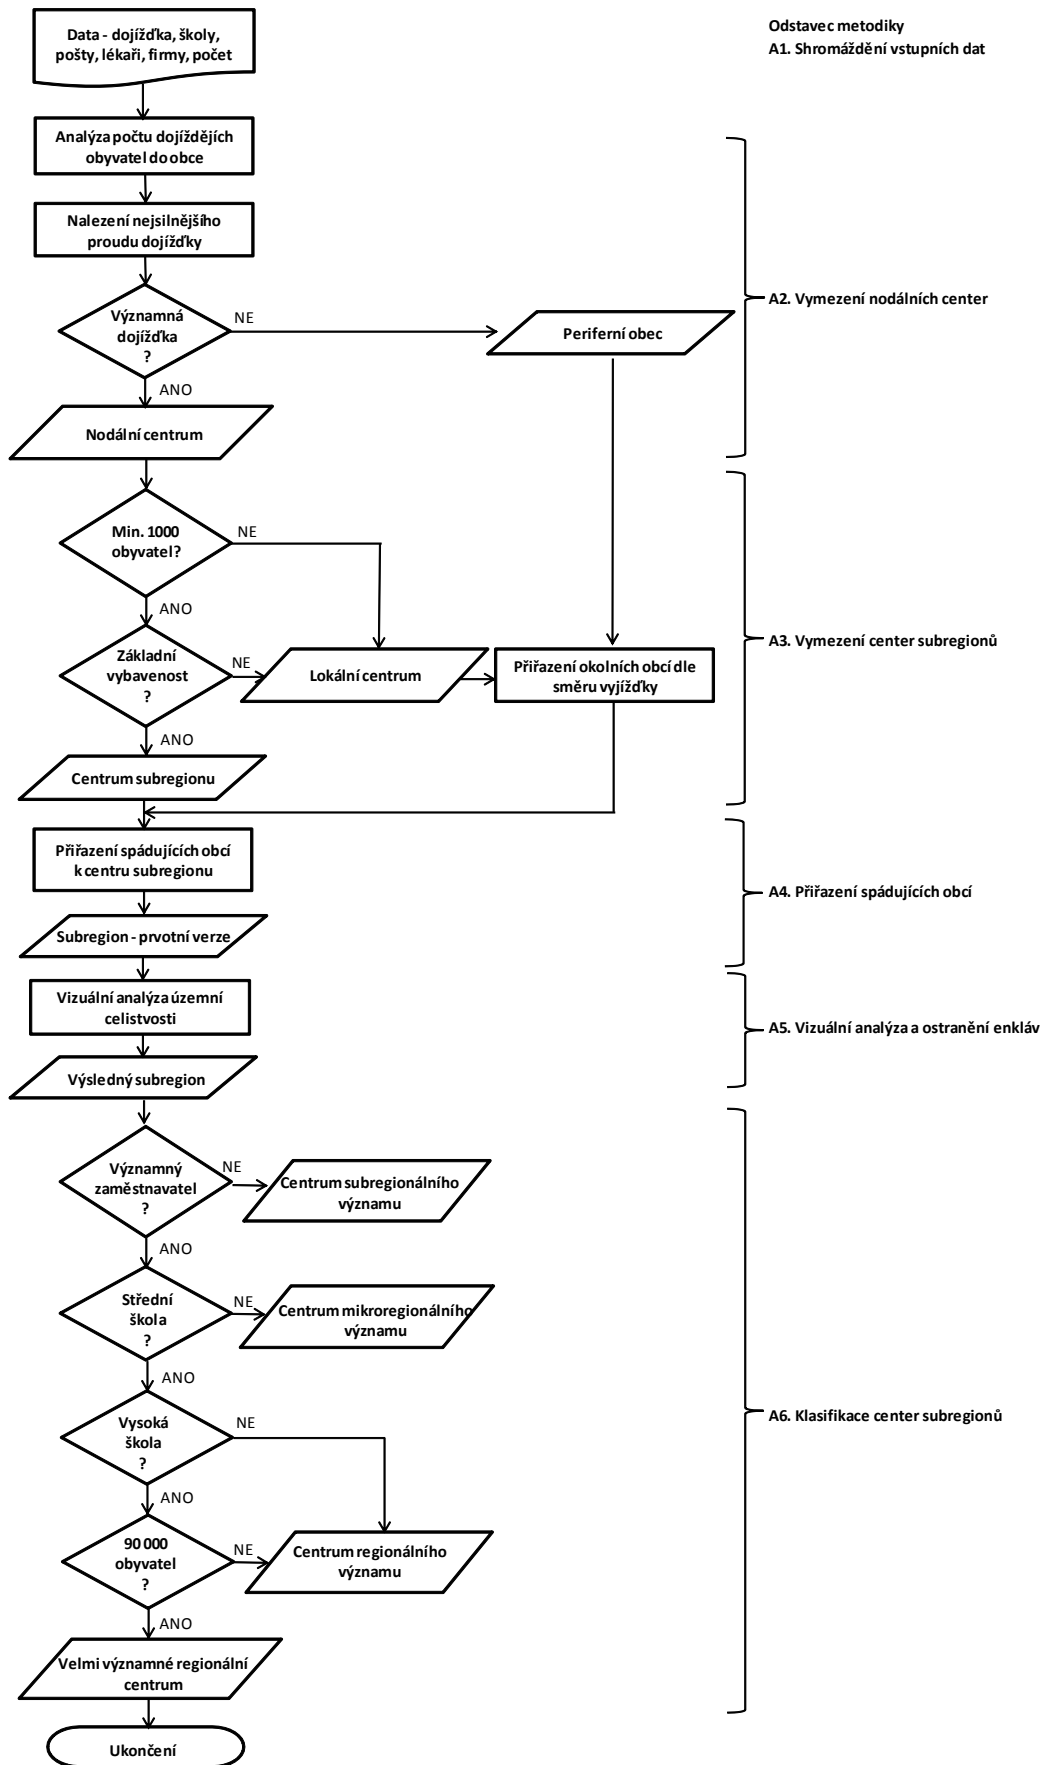 Data - dojížďka, školy,
pošty, lékaři, firmy, počet
Odstavec metodiky
A1. Shromáždění vstupních dat
Analýza počtu dojíždějích
obyvatel do obce
Nalezení nejsilnějšího
proudu dojížďky
A2. Vymezení nodálních center
Významná
dojížďka
?
NE
Periferní obec
ANO
Nodální centrum
Min. 1000
obyvatel?
NE
ANO
A3. Vymezení center subregionů
Základní
vybavenost
?
NE
Lokální centrum
Přiřazení okolních obcí dle
směru vyjížďky
ANO
Centrum subregionu
Přiřazení spádujících obcí
k centru subregionu
A4. Přiřazení spádujících obcí
Subregion - prvotní verze
Vizuální analýza územní
celistvosti
A5. Vizuální analýza a ostranění enkláv
Výsledný subregion
Významný
zaměstnavatel
?
NE
Centrum subregionálního
významu
ANO
Střední
škola
?
NE
Centrum mikroregionálního
významu
ANO
A6. Klasifikace center subregionů
Vysoká
škola
?
NE
ANO
90 000
obyvatel
?
NE
Centrum regionálního
významu
ANO
Velmi významné regionální
centrum
Ukončení